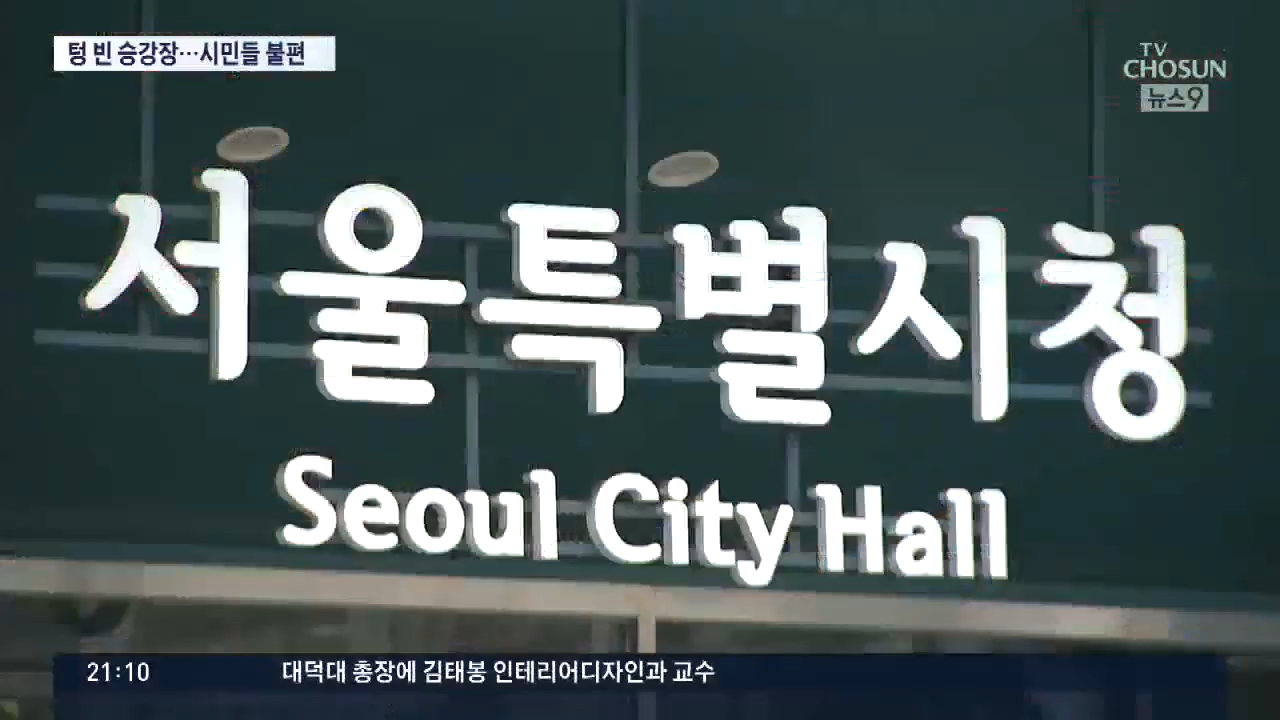 텅 빈 승강장…시민들 불편
TV
CHOSUN
뉴스9
서울특별시청
Seoul City Hall
21:10 대덕대 총장에 김태봉 인테리어디자인과 교수